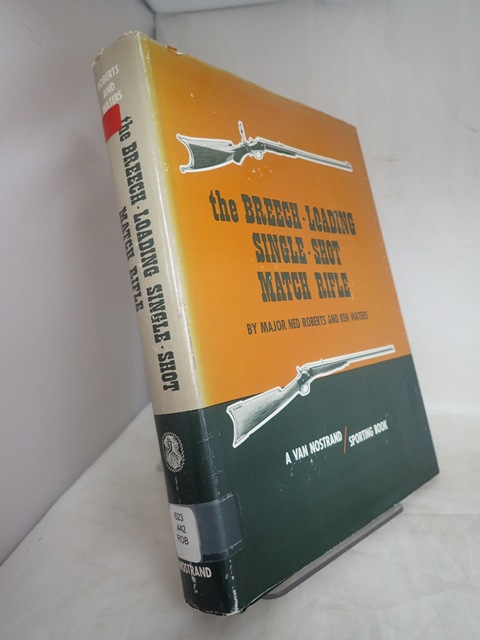 ROBERTS
AND
WATERS
the BREECH·LOADING SINGLE·SHOT
MATCH RIFLE
623
442
ROB
NOSTRAND
the BREECH·LOADING
SINGLE·SHOT
MATCH RIFLE
BY MAJOR NED ROBERTS AND KEN WATERS
A VAN NOSTRAND / SPORTING BOOK